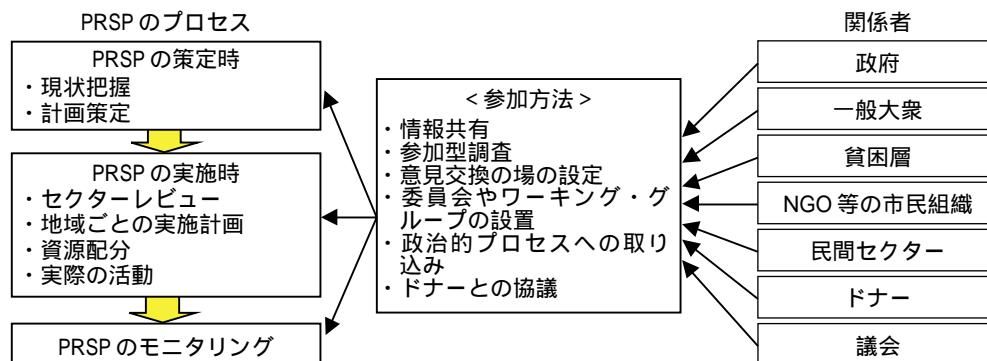 PRSP のプロセス
PRSP の策定時
・現状把握
・計画策定
PRSP の実施時
・セクターレビュー
・地域ごとの実施計画
・資源配分
・実際の活動
PRSP のモニタリング
＜参加方法＞
・情報共有
・参加型調査
・意見交換の場の設定
・委員会やワーキング・グ
ループの設置
・政治的プロセスへの取り
込み
・ドナーとの協議
関係者
政府
一般大衆
貧困層
NGO 等の市民組織
民間セクター
ドナー
議会